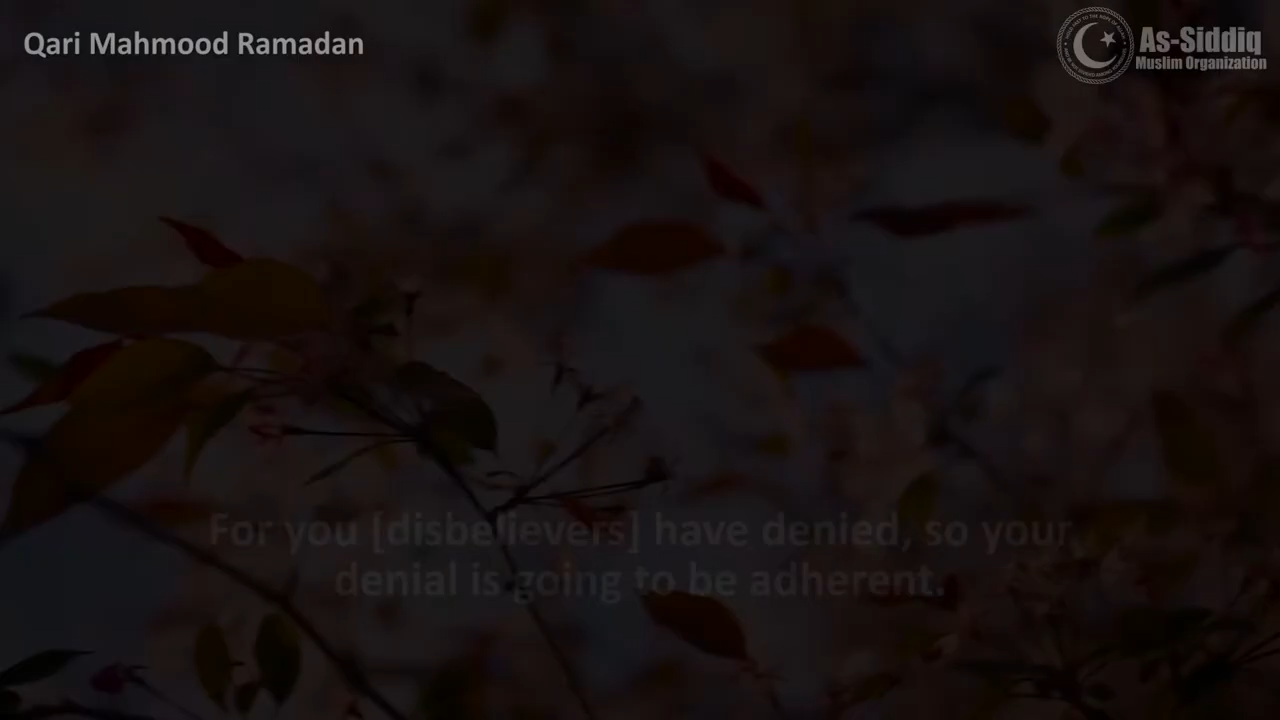 Qari Mahmood Ramadan
As-Siddiq
Muslim Organization
For you [disbelievers] have denied, so your
denial is going to be adherent.